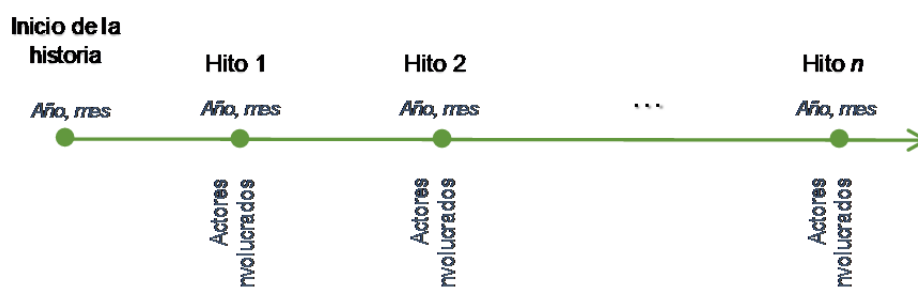 Inicio de la
historia
Hito 1
Hito 2
Hito n
Año, mes
Año, mes
Año, mes
...
Año, mes
Actores
nvolucrados
Actores
nvolucrados
Actores
nvolucrados